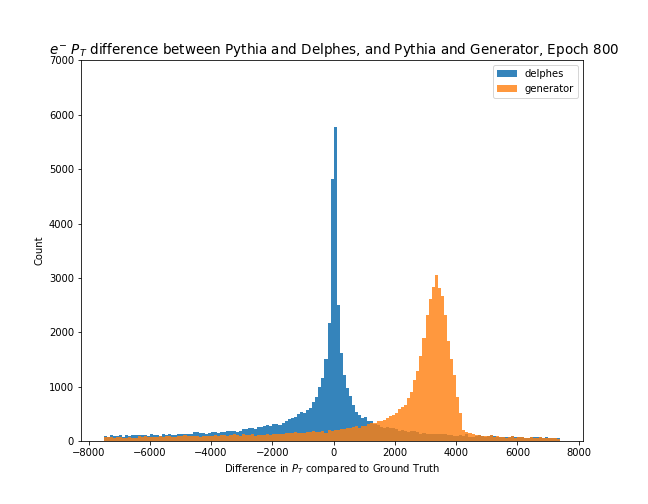 e⁻ P_T difference between Pythia and Delphes, and Pythia and Generator, Epoch 800
7000
6000
5000
4000
3000
2000
1000
0
Count
delphes
generator
−8000 −6000 −4000 −2000 0 2000 4000 6000 8000
Difference in P_T compared to Ground Truth